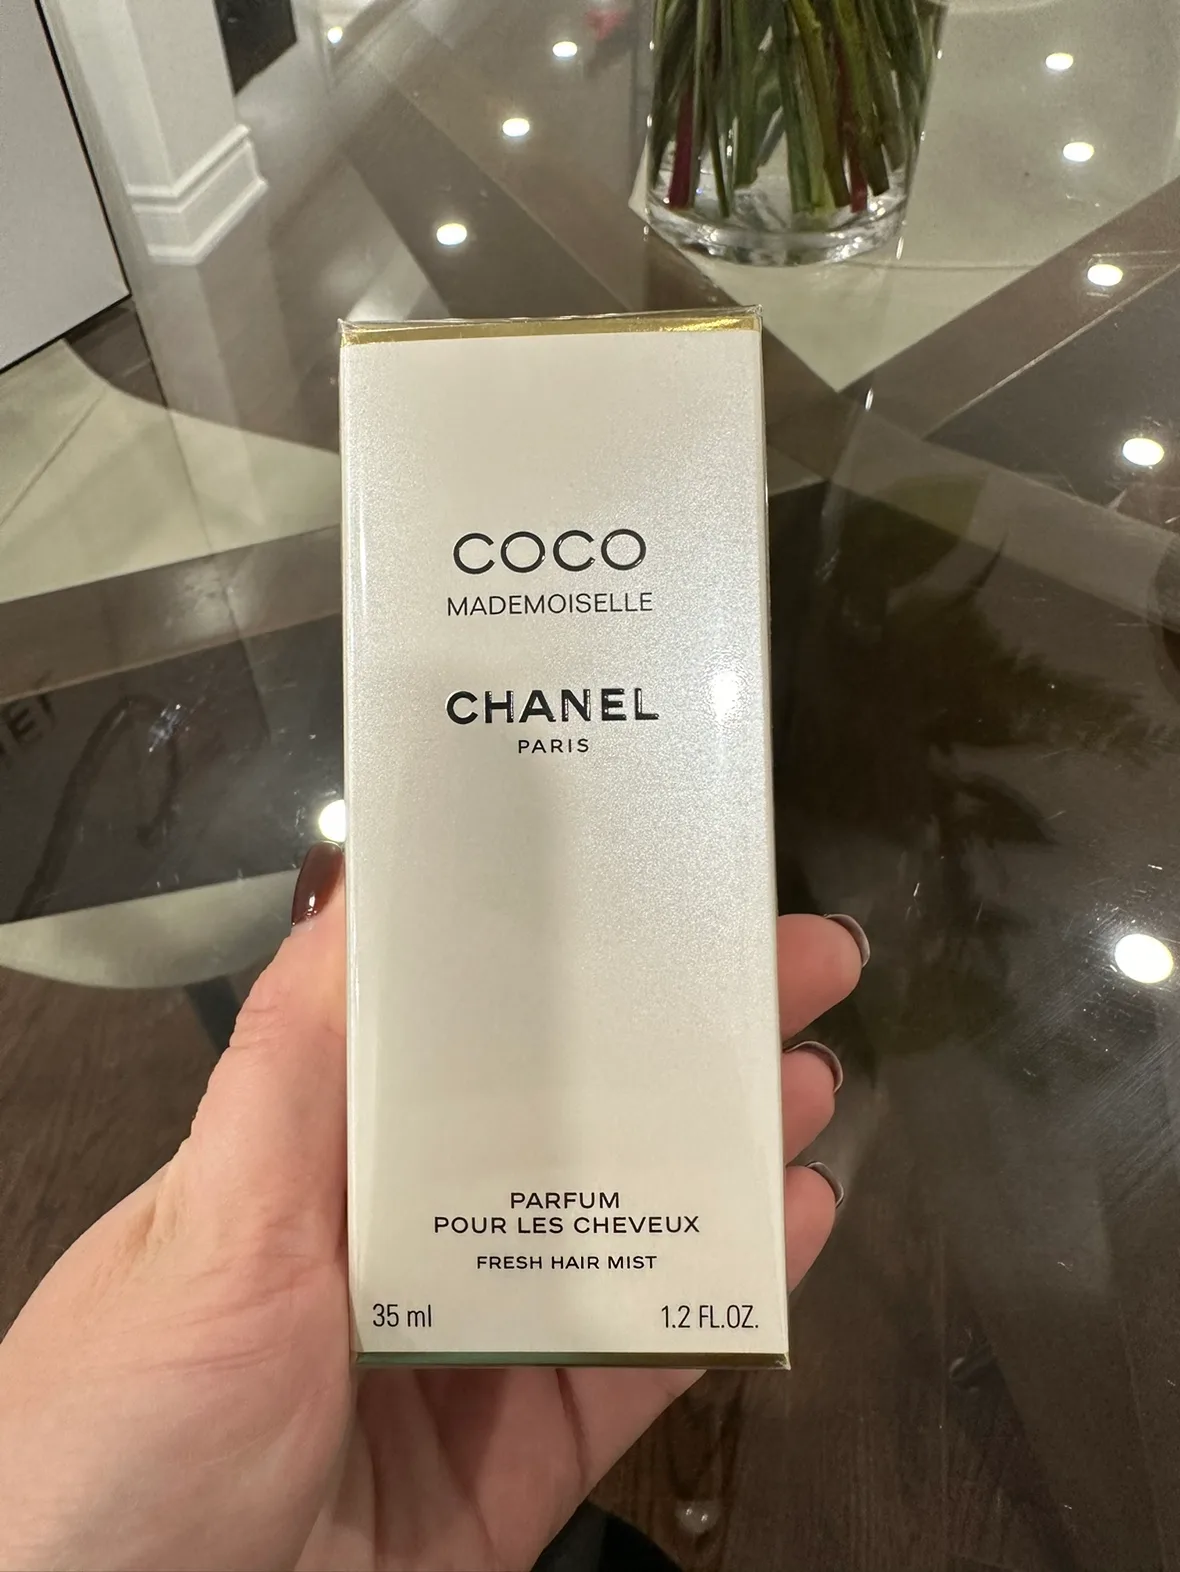 COCO
MADEMOISELLE
CHANEL
PARIS
PARFUM
POUR LES CHEVEUX
FRESH HAIR MIST
35 ml 1.2 FL.OZ.